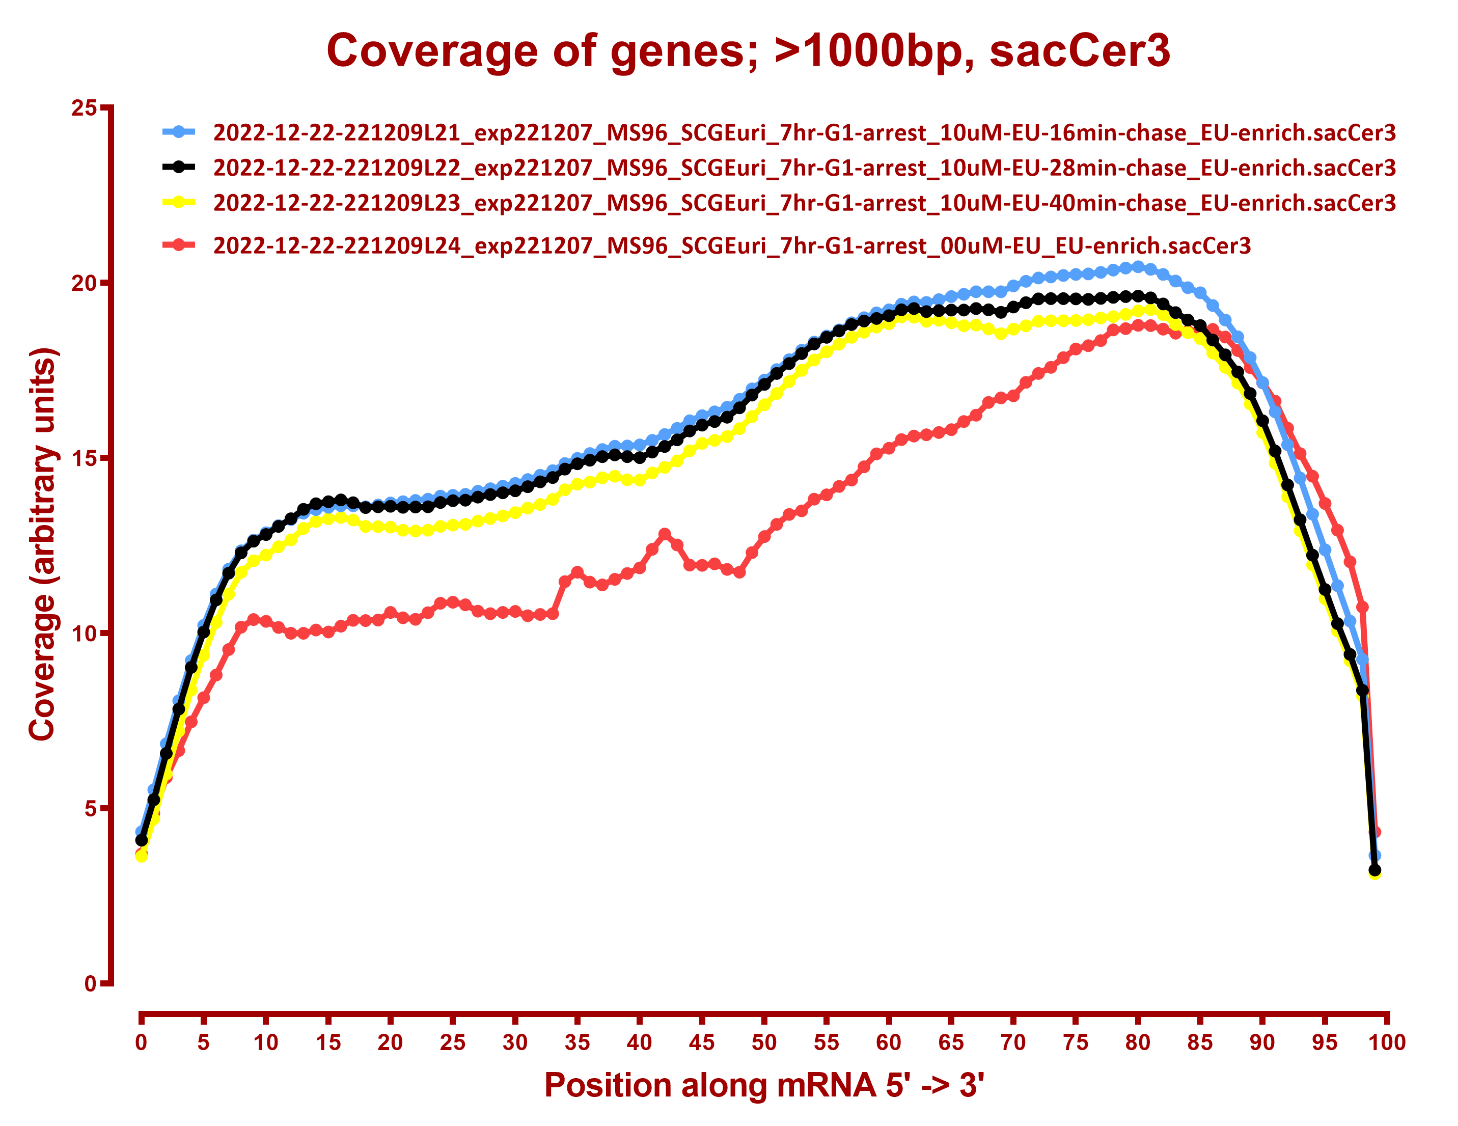 Coverage of genes; >1000bp, sacCer3
25
2022-12-22-221209L21_exp221207_MS96_SCGEuri_7hr-G1-arrest_10uM-EU-16min-chase_EU-enrich.sacCer3
2022-12-22-221209L22_exp221207_MS96_SCGEuri_7hr-G1-arrest_10uM-EU-28min-chase_EU-enrich.sacCer3
2022-12-22-221209L23_exp221207_MS96_SCGEuri_7hr-G1-arrest_10uM-EU-40min-chase_EU-enrich.sacCer3
2022-12-22-221209L24_exp221207_MS96_SCGEuri_7hr-G1-arrest_00uM-EU_EU-enrich.sacCer3
20
15
10
5
0
Coverage (arbitrary units)
0 5 10 15 20 25 30 35 40 45 50 55 60 65 70 75 80 85 90 95 100
Position along mRNA 5' -> 3'